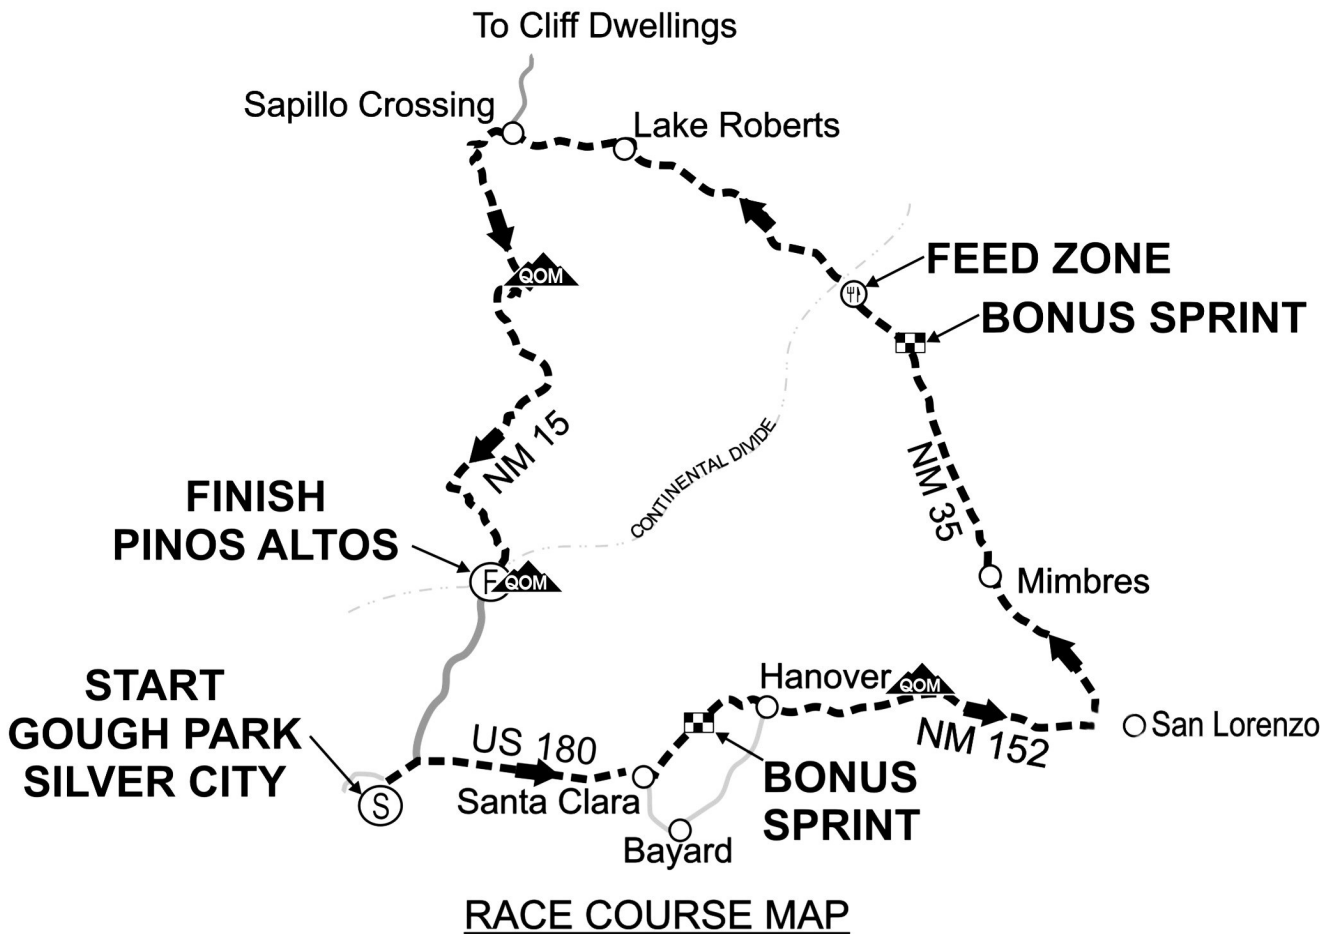 To Cliff Dwellings
Sapillo Crossing
Lake Roberts
FEED ZONE
QOM
BONUS SPRINT
NM 15
CONTINENTAL DIVIDE
NM 35
FINISH
PINOS ALTOS
F
QOM
Mimbres
START
GOUGH PARK
SILVER CITY
S
Hanover
QOM
San Lorenzo
US 180
NM 152
Santa Clara
BONUS
SPRINT
Bayard
RACE COURSE MAP